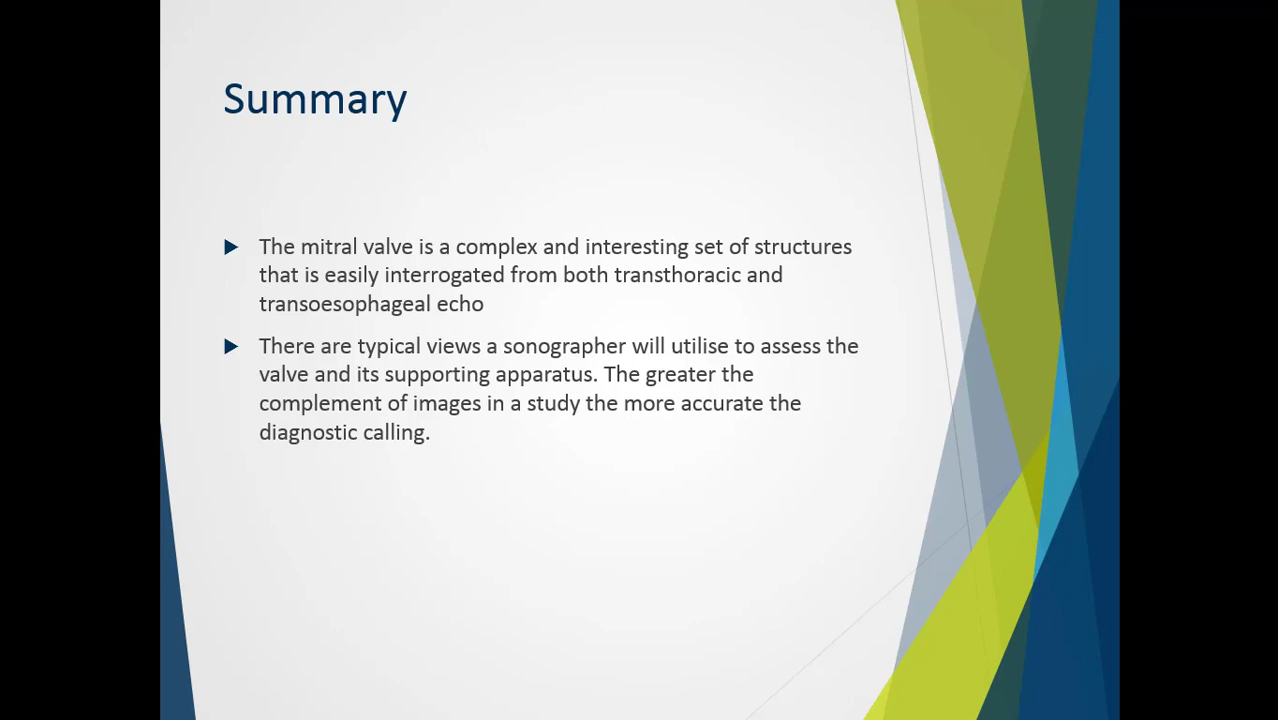 Summary
The mitral valve is a complex and interesting set of structures
that is easily interrogated from both transthoracic and
transoesophageal echo
There are typical views a sonographer will utilise to assess the
valve and its supporting apparatus. The greater the
complement of images in a study the more accurate the
diagnostic calling.